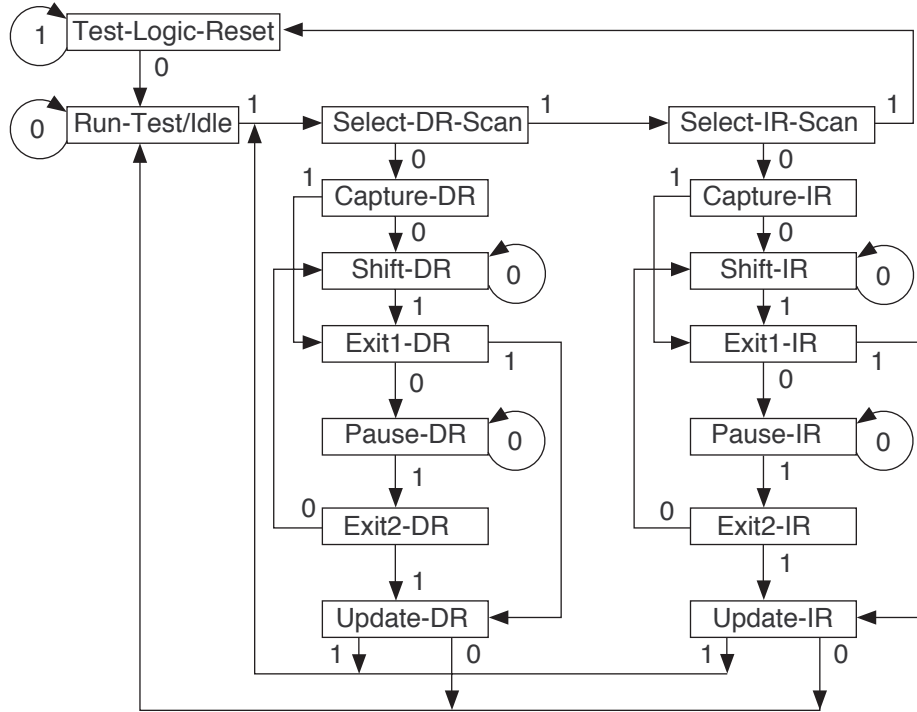 1 Test-Logic-Reset
0
0 Run-Test/Idle 1 Select-DR-Scan 1 Select-IR-Scan 1
0 0
1 Capture-DR 1 Capture-IR
0 0
Shift-DR 0 Shift-IR 0
1 1
Exit1-DR 1 Exit1-IR 1
0 0
Pause-DR 0 Pause-IR 0
1 1
0 Exit2-DR 0 Exit2-IR
1 1
Update-DR Update-IR
1 0 1 0